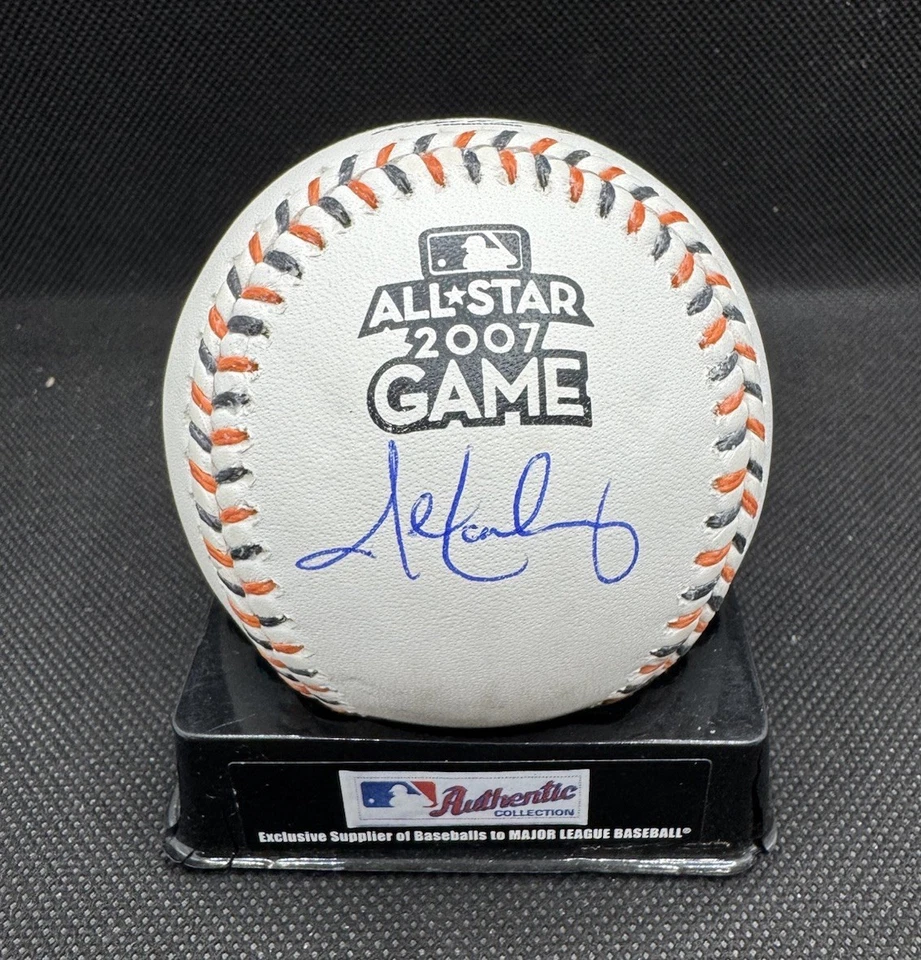 ALL★STAR
2007
GAME
Authentic
COLLECTION
Exclusive Supplier of Baseballs to MAJOR LEAGUE BASEBALL®